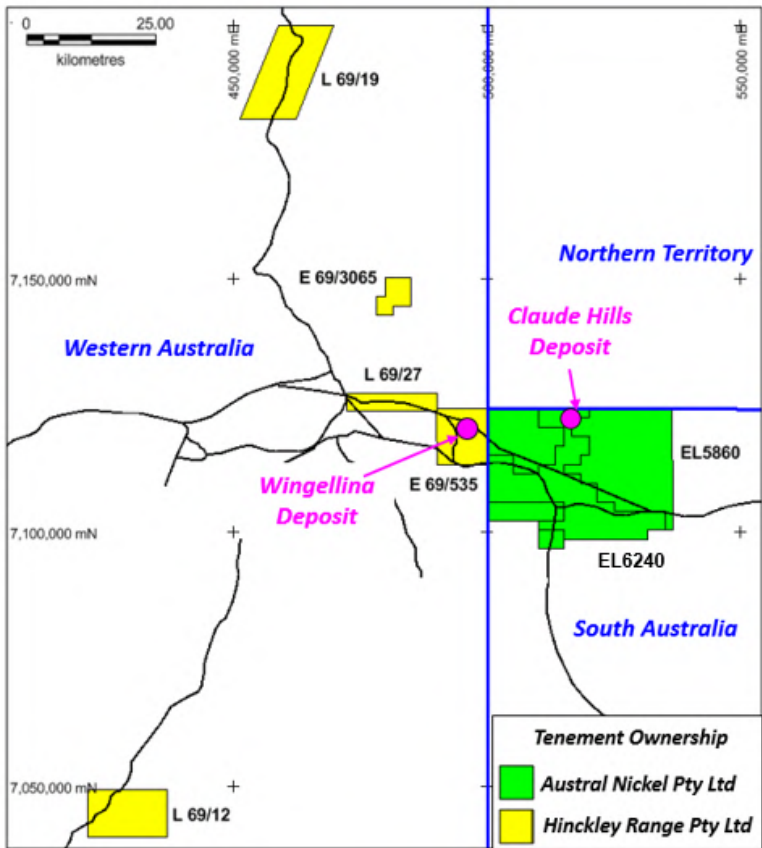 0 25.00
kilometres
450,000 mE
500,000 mE
550,000 mE
L 69/19
Northern Territory
7,150,000 mN
E 69/3065
Claude Hills
Deposit
Western Australia
L 69/27
EL5860
Wingellina
Deposit
E 69/535
7,100,000 mN
EL6240
South Australia
Tenement Ownership
Austral Nickel Pty Ltd
Hinckley Range Pty Ltd
7,050,000 mN
L 69/12